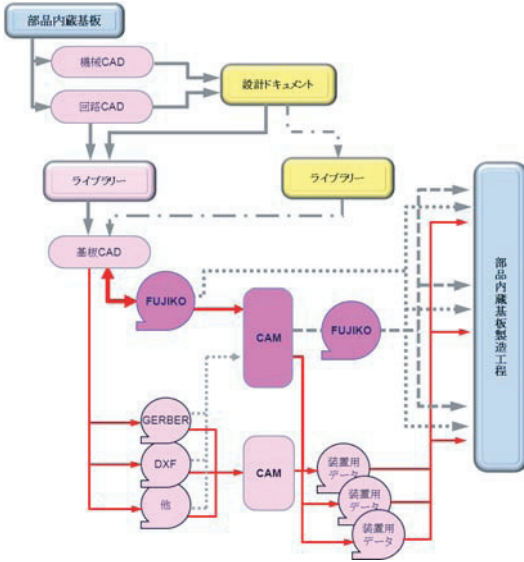 部品内蔵基板
機械CAD
設計ドキュメント
回路CAD
ライブラリー
ライブラリー
基板CAD
FUJIKO
CAM
FUJIKO
部品内蔵基板製造工程
GERBER
DXF
他
CAM
装置用
データ
装置用
データ
装置用
データ